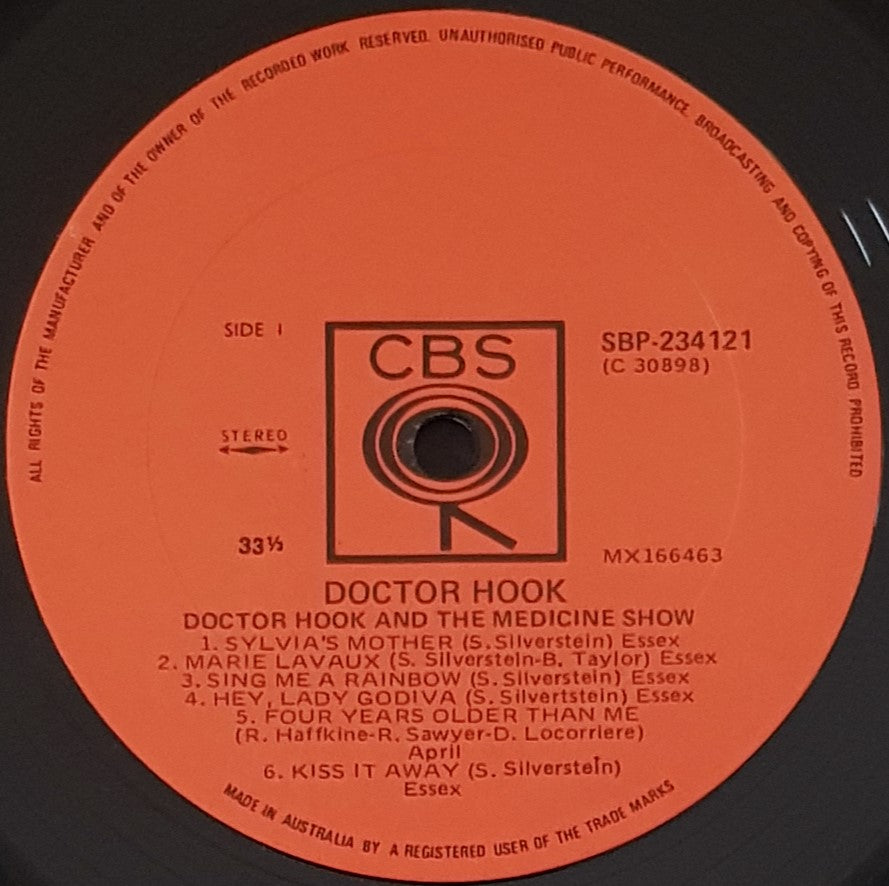 ALL RIGHTS OF THE MANUFACTURER AND OF THE OWNER OF THE RECORDED WORK RESERVED. UNAUTHORISED PUBLIC PERFORMANCE. BROADCASTING AND COPYING OF THIS RECORD PROHIBITED
SIDE 1
CBS
SBP-234121
(C 30898)
STEREO
33⅓
MX166463
DOCTOR HOOK
DOCTOR HOOK AND THE MEDICINE SHOW
1. SYLVIA'S MOTHER (S. Silverstein) Essex
2. MARIE LAVAUX (S. Silverstein-B. Taylor) Essex
3. SING ME A RAINBOW (S. Silverstein) Essex
4. HEY, LADY GODIVA (S. Silvertstein) Essex
5. FOUR YEARS OLDER THAN ME
(R. Haffkine-R. Sawyer-D. Locorriere)
April
6. KISS IT AWAY (S. Silverstein)
Essex
MADE IN AUSTRALIA BY A REGISTERED USER OF THE TRADE MARKS